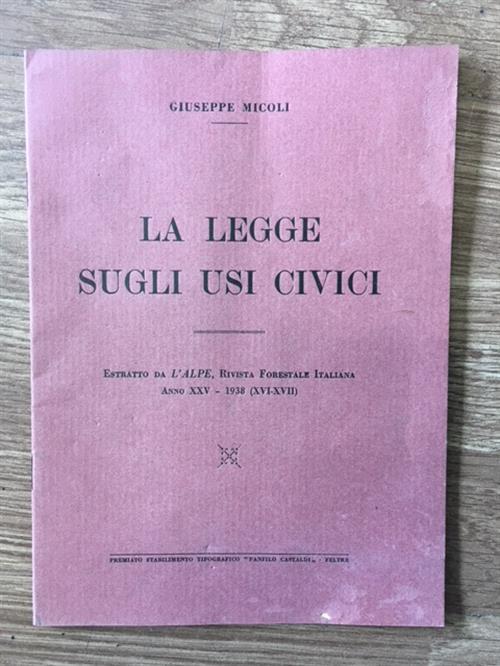 GIUSEPPE MICOLI
LA LEGGE
SUGLI USI CIVICI
ESTRATTO DA L'ALPE, RIVISTA FORESTALE ITALIANA
ANNO XXV - 1938 (XVI-XVII)
PREMIATO STABILIMENTO TIPOGRAFICO "PANFILO CASTALDI„ - FELTRE